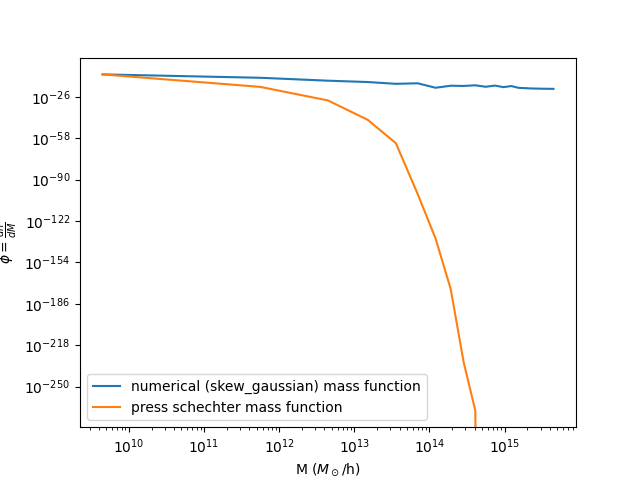 10^{-26}
10^{-58}
10^{-90}
10^{-122}
10^{-154}
10^{-186}
10^{-218}
10^{-250}
ϕ = dn/dM
numerical (skew_gaussian) mass function
press schechter mass function
10^{10} 10^{11} 10^{12} 10^{13} 10^{14} 10^{15}
M (M_⊙/h)